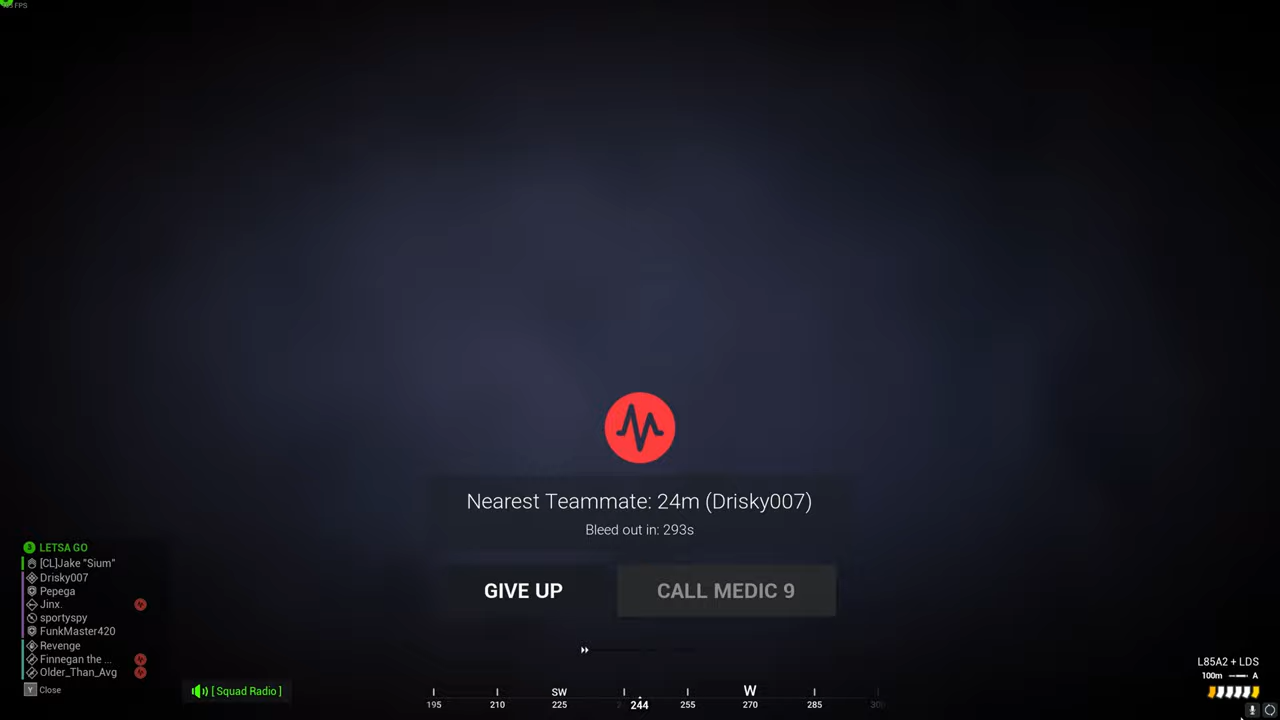 FPS
Nearest Teammate: 24m (Drisky007)
Bleed out in: 293s
GIVE UP
CALL MEDIC 9
3 LETSA GO
[CL]Jake "Sium"
Drisky007
Pepega
Jinx.
sportyspy
FunkMaster420
Revenge
Finnegan the ...
Older_Than_Avg
Y Close
[ Squad Radio ]
SW
W
195 210 225 244 255 270 285 300
L85A2 + LDS
100m A